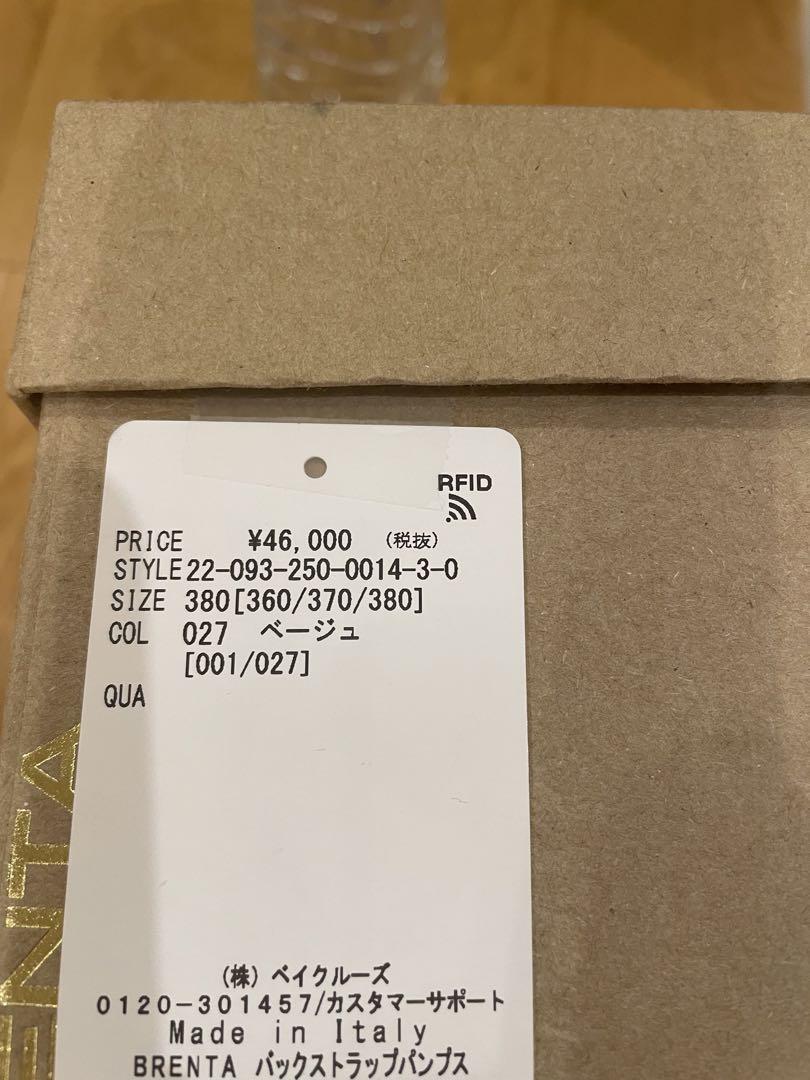 RFID
PRICE ¥46,000 (税抜)
STYLE 22-093-250-0014-3-0
SIZE 380[360/370/380]
COL 027 ベージュ
[001/027]
QUA
(株) ベイクルーズ
0120-301457/カスタマーサポート
Made in Italy
BRENTA バックストラップパンプス
ENTA